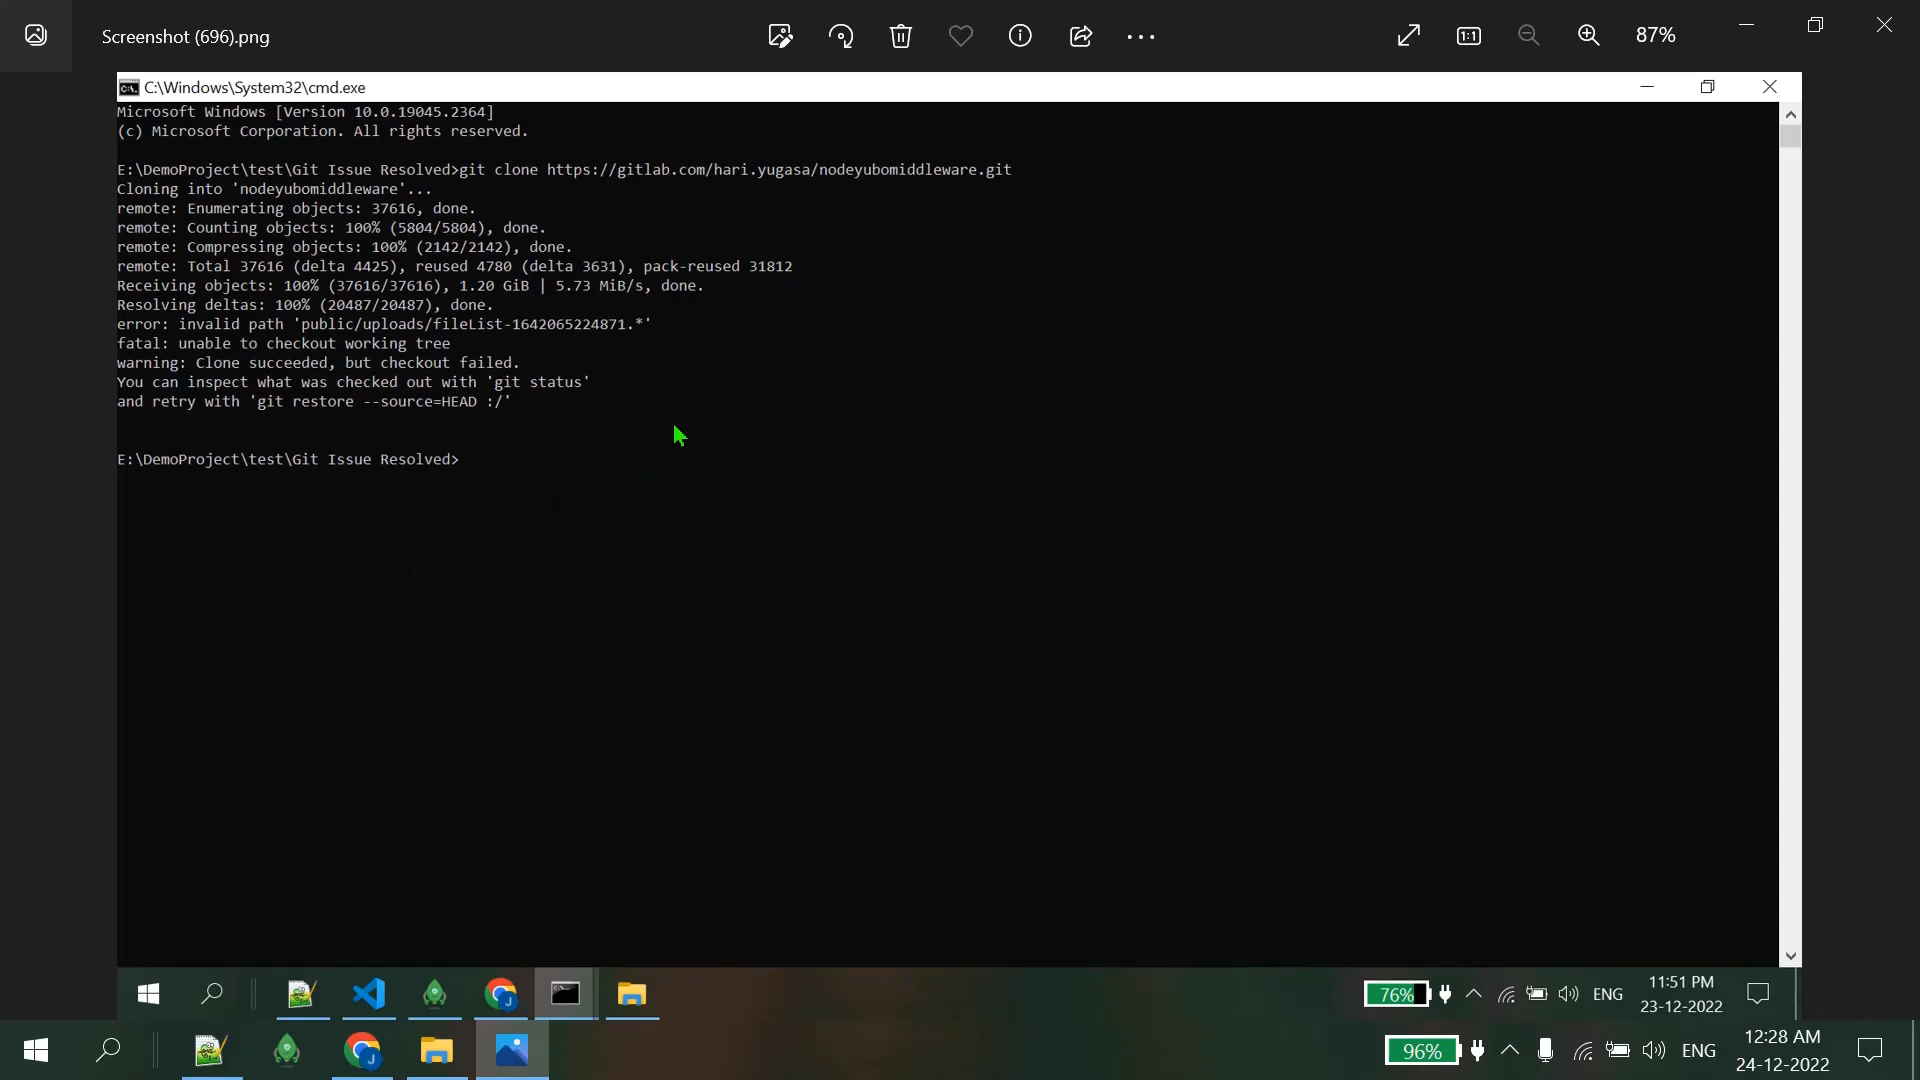 Screenshot (696).png
87%
C:\Windows\System32\cmd.exe
Microsoft Windows [Version 10.0.19045.2364]
(c) Microsoft Corporation. All rights reserved.
E:\DemoProject\test\Git Issue Resolved>git clone https://gitlab.com/hari.yugasa/nodeyubomiddleware.git
Cloning into 'nodeyubomiddleware'...
remote: Enumerating objects: 37616, done.
remote: Counting objects: 100% (5804/5804), done.
remote: Compressing objects: 100% (2142/2142), done.
remote: Total 37616 (delta 4425), reused 4780 (delta 3631), pack-reused 31812
Receiving objects: 100% (37616/37616), 1.20 GiB | 5.73 MiB/s, done.
Resolving deltas: 100% (20487/20487), done.
error: invalid path 'public/uploads/fileList-1642065224871.*'
fatal: unable to checkout working tree
warning: Clone succeeded, but checkout failed.
You can inspect what was checked out with 'git status'
and retry with 'git restore --source=HEAD :/'
E:\DemoProject\test\Git Issue Resolved>
76%
ENG
11:51 PM
23-12-2022
96%
ENG
12:28 AM
24-12-2022